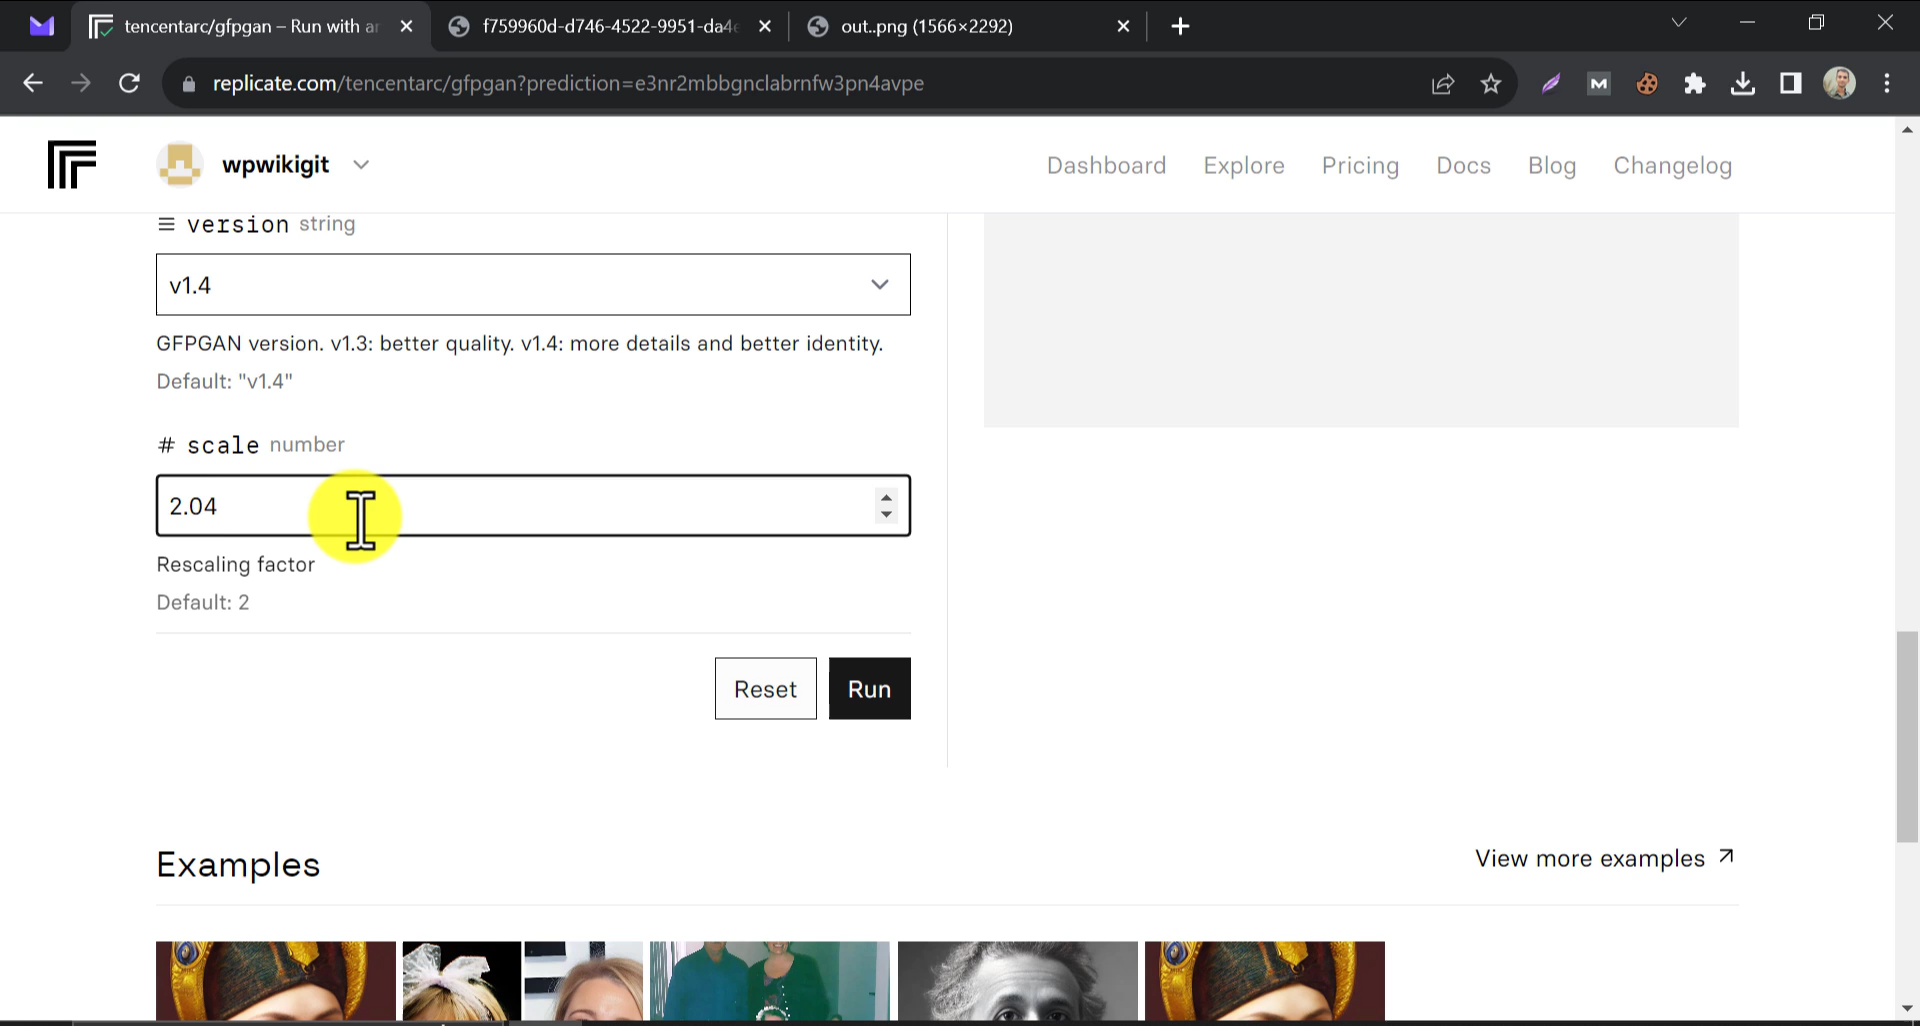 tencentarc/gfpgan – Run with a
f759960d-d746-4522-9951-da4
out..png (1566×2292)
replicate.com/tencentarc/gfpgan?prediction=e3nr2mbbgnclabrnfw3pn4avpe
M
wpwikigit
Dashboard
Explore
Pricing
Docs
Blog
Changelog
version string
v1.4
GFPGAN version. v1.3: better quality. v1.4: more details and better identity.
Default: "v1.4"
# scale number
2.04
Rescaling factor
Default: 2
Reset
Run
Examples
View more examples